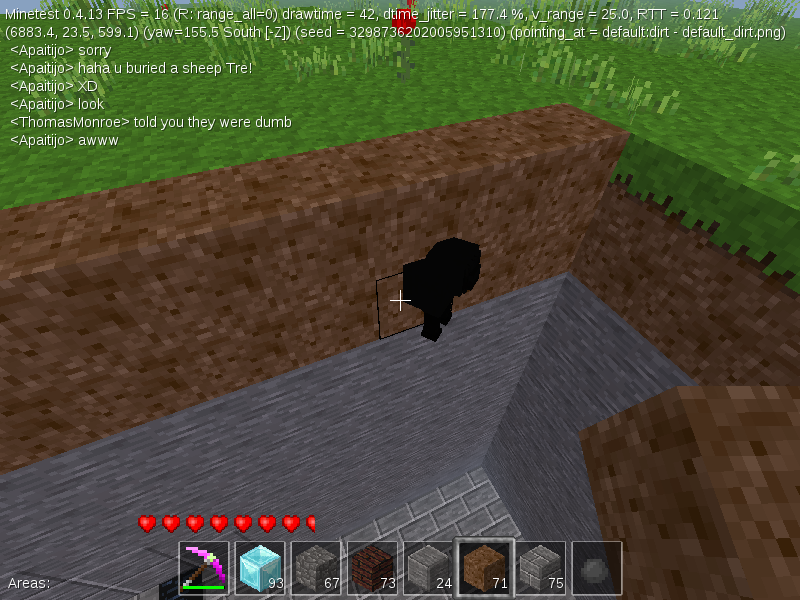 Minetest 0.4.13 FPS = 16 (R: range_all=0) drawtime = 42, dtime_jitter = 177.4 %, v_range = 25.0, RTT = 0.121
(6883.4, 23.5, 599.1) (yaw=155.5 South [-Z]) (seed = 3298736202005951310) (pointing_at = default:dirt - default_dirt.png)
<Apaitijo> sorry
<Apaitijo> haha u buried a sheep Tre!
<Apaitijo> XD
<Apaitijo> look
<ThomasMonroe> told you they were dumb
<Apaitijo> awww
Areas:
93 67 73 24 71 75